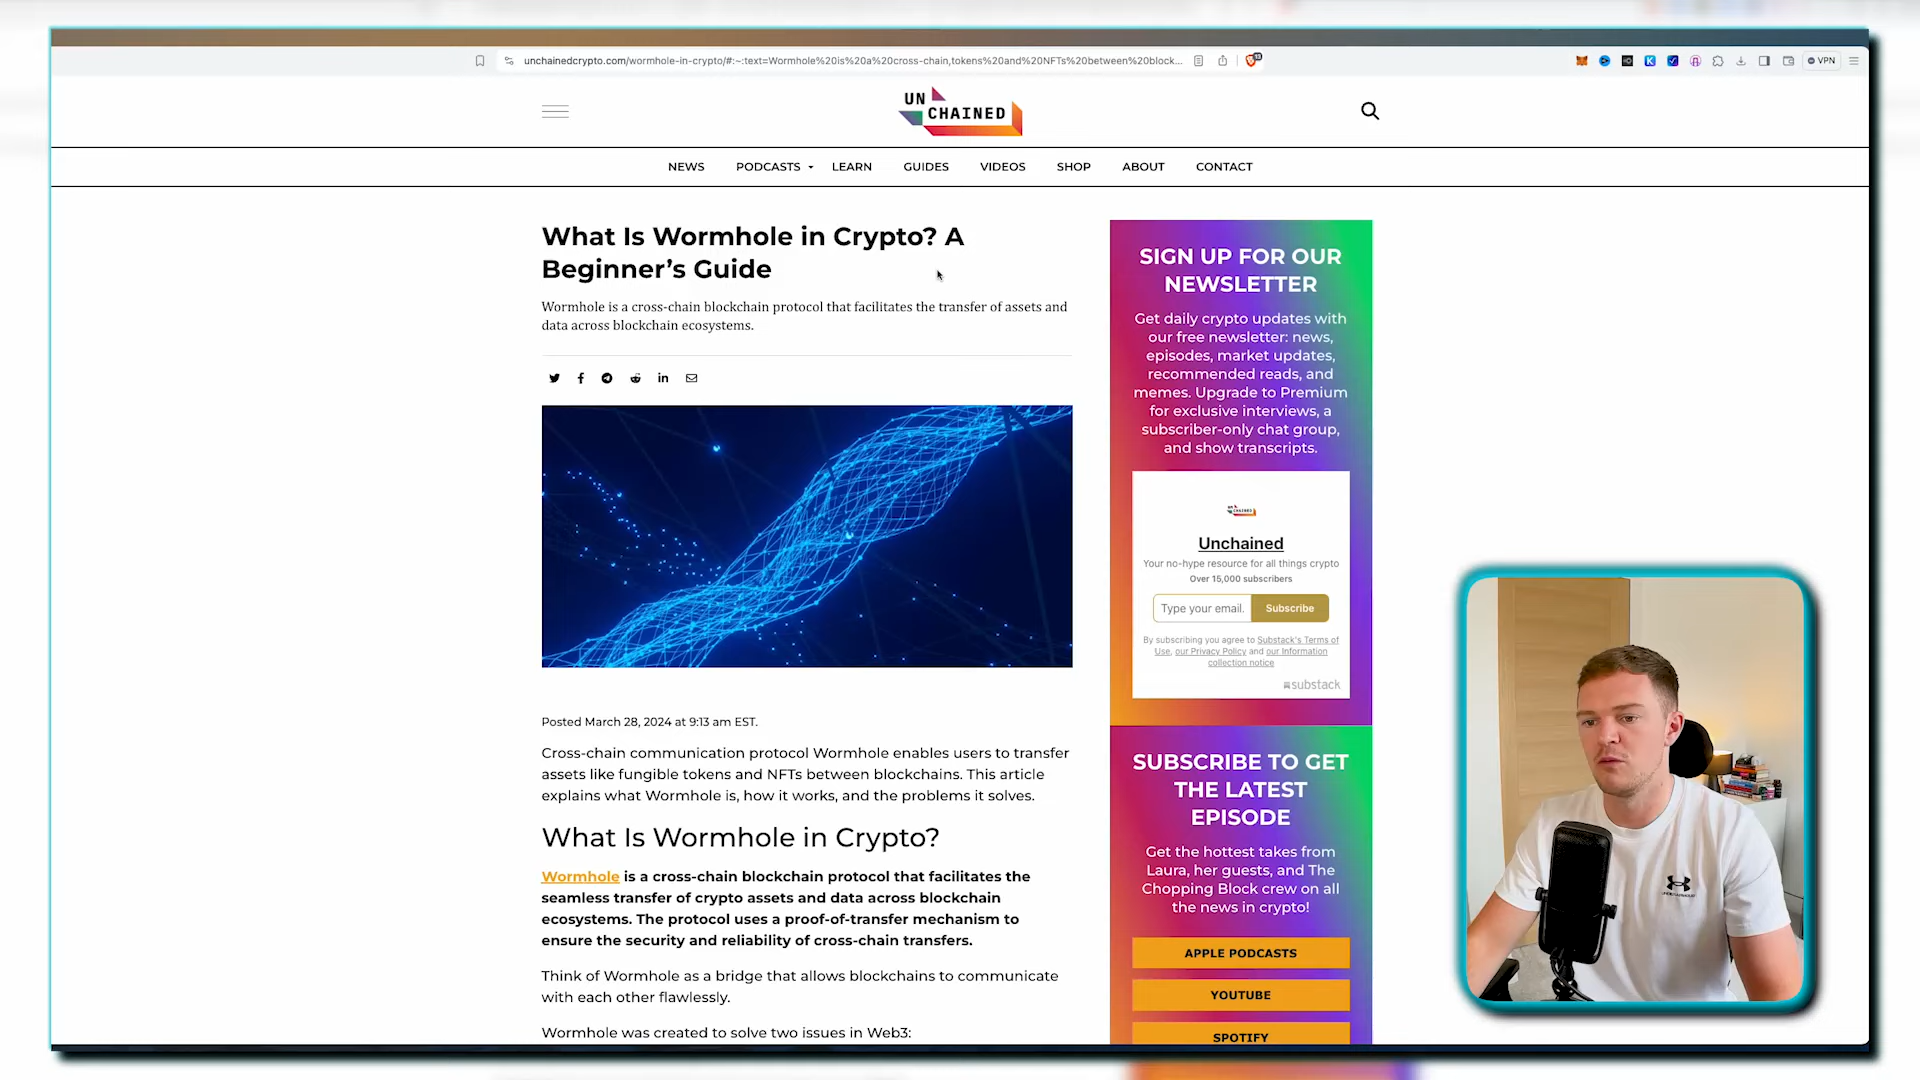 unchainedcrypto.com/wormhole-in-crypto/#:~:text=Wormhole%20is%20a%20cross-chain,tokens%20and%20NFTs%20between%20block...
VPN
UN
CHAINED
NEWS PODCASTS LEARN GUIDES VIDEOS SHOP ABOUT CONTACT
What Is Wormhole in Crypto? A
Beginner’s Guide
Wormhole is a cross-chain blockchain protocol that facilitates the transfer of assets and
data across blockchain ecosystems.
Posted March 28, 2024 at 9:13 am EST.
Cross-chain communication protocol Wormhole enables users to transfer
assets like fungible tokens and NFTs between blockchains. This article
explains what Wormhole is, how it works, and the problems it solves.
What Is Wormhole in Crypto?
Wormhole is a cross-chain blockchain protocol that facilitates the
seamless transfer of crypto assets and data across blockchain
ecosystems. The protocol uses a proof-of-transfer mechanism to
ensure the security and reliability of cross-chain transfers.
Think of Wormhole as a bridge that allows blockchains to communicate
with each other flawlessly.
Wormhole was created to solve two issues in Web3:
SIGN UP FOR OUR
NEWSLETTER
Get daily crypto updates with
our free newsletter: news,
episodes, market updates,
recommended reads, and
memes. Upgrade to Premium
for exclusive interviews, a
subscriber-only chat group,
and show transcripts.
UNCHAINED
Unchained
Your no-hype resource for all things crypto
Over 15,000 subscribers
Type your email. Subscribe
By subscribing you agree to Substack's Terms of
Use, our Privacy Policy and our Information
collection notice
substack
SUBSCRIBE TO GET
THE LATEST
EPISODE
Get the hottest takes from
Laura, her guests, and The
Chopping Block crew on all
the news in crypto!
APPLE PODCASTS
YOUTUBE
SPOTIFY
UNDER ARMOUR